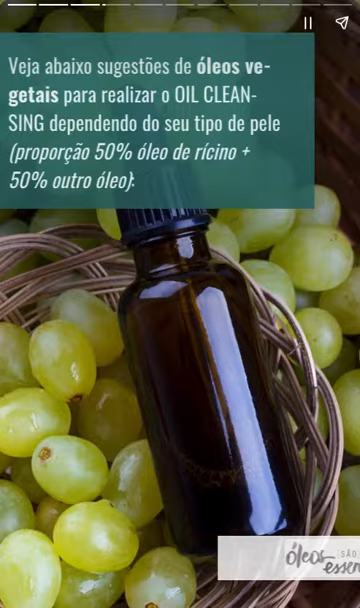 Veja abaixo sugestões de óleos ve-
getais para realizar o OIL CLEAN-
SING dependendo do seu tipo de pele
(proporção 50% óleo de rícino +
50% outro óleo):
óleos SÃO
essen